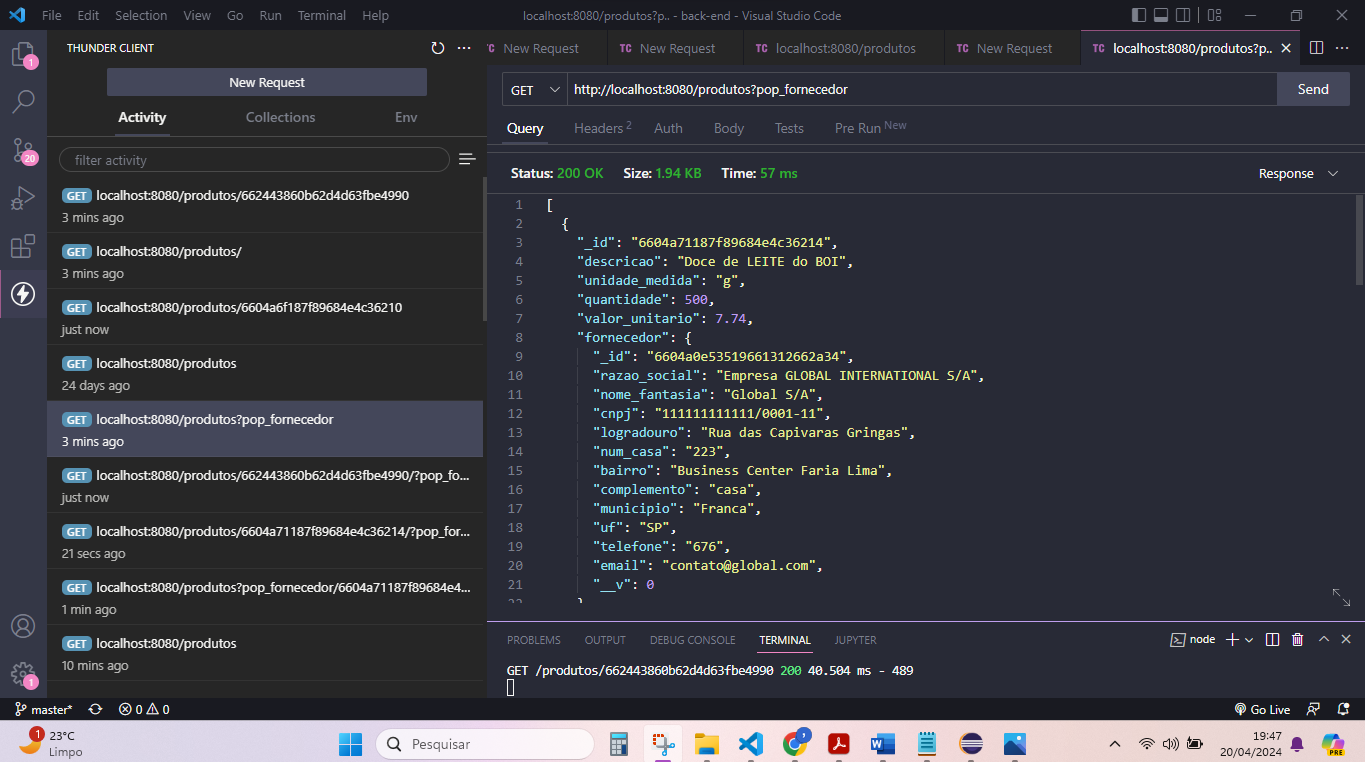 File Edit Selection View Go Run Terminal Help
localhost:8080/produtos?p.. - back-end - Visual Studio Code
THUNDER CLIENT
New Request
Activity Collections Env
filter activity
GET localhost:8080/produtos/662443860b62d4d63fbe4990
3 mins ago
GET localhost:8080/produtos/
3 mins ago
GET localhost:8080/produtos/6604a6f187f89684e4c36210
just now
GET localhost:8080/produtos
24 days ago
GET localhost:8080/produtos?pop_fornecedor
3 mins ago
GET localhost:8080/produtos/662443860b62d4d63fbe4990/?pop_fo...
just now
GET localhost:8080/produtos/6604a71187f89684e4c36214/?pop_for...
21 secs ago
GET localhost:8080/produtos?pop_fornecedor/6604a71187f89684e4...
1 min ago
GET localhost:8080/produtos
10 mins ago
1
20
1
TC New Request TC New Request TC localhost:8080/produtos TC New Request TC localhost:8080/produtos?p..
GET http://localhost:8080/produtos?pop_fornecedor Send
Query Headers 2 Auth Body Tests Pre Run New
Status: 200 OK Size: 1.94 KB Time: 57 ms Response
1 [
2 {
3 "_id": "6604a71187f89684e4c36214",
4 "descricao": "Doce de LEITE do BOI",
5 "unidade_medida": "g",
6 "quantidade": 500,
7 "valor_unitario": 7.74,
8 "fornecedor": {
9 "_id": "6604a0e53519661312662a34",
10 "razao_social": "Empresa GLOBAL INTERNATIONAL S/A",
11 "nome_fantasia": "Global S/A",
12 "cnpj": "111111111111/0001-11",
13 "logradouro": "Rua das Capivaras Gringas",
14 "num_casa": "223",
15 "bairro": "Business Center Faria Lima",
16 "complemento": "casa",
17 "municipio": "Franca",
18 "uf": "SP",
19 "telefone": "676",
20 "email": "contato@global.com",
21 "__v": 0
22 }
PROBLEMS OUTPUT DEBUG CONSOLE TERMINAL JUPYTER
node
GET /produtos/662443860b62d4d63fbe4990 200 40.504 ms - 489
master* 0 0 Go Live
1 23°C
Limpo
Pesquisar
1
PRE
19:47
20/04/2024